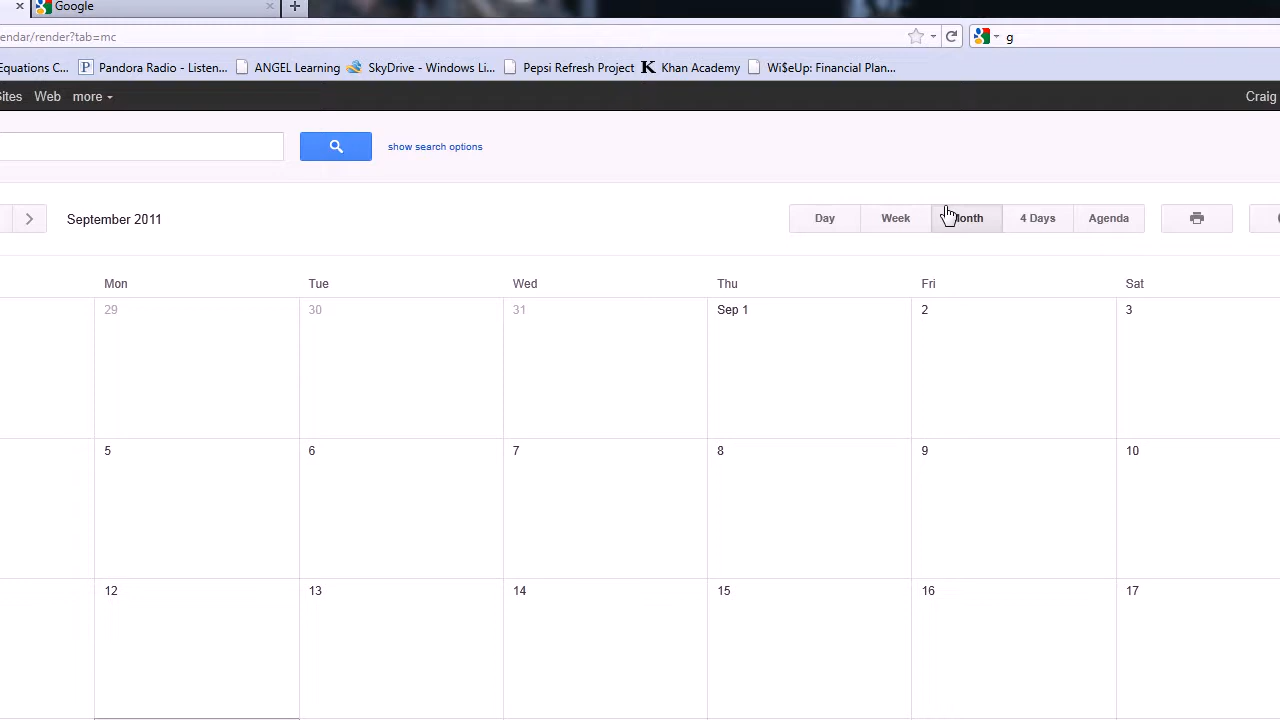 Google
endar/render?tab=mc
g
Equations C... Pandora Radio - Listen... ANGEL Learning SkyDrive - Windows Li... Pepsi Refresh Project Khan Academy Wi$eUp: Financial Plan...
Sites Web more Craig
show search options
September 2011
Day Week Month 4 Days Agenda
Mon Tue Wed Thu Fri Sat
29 30 31 Sep 1 2 3
5 6 7 8 9 10
12 13 14 15 16 17